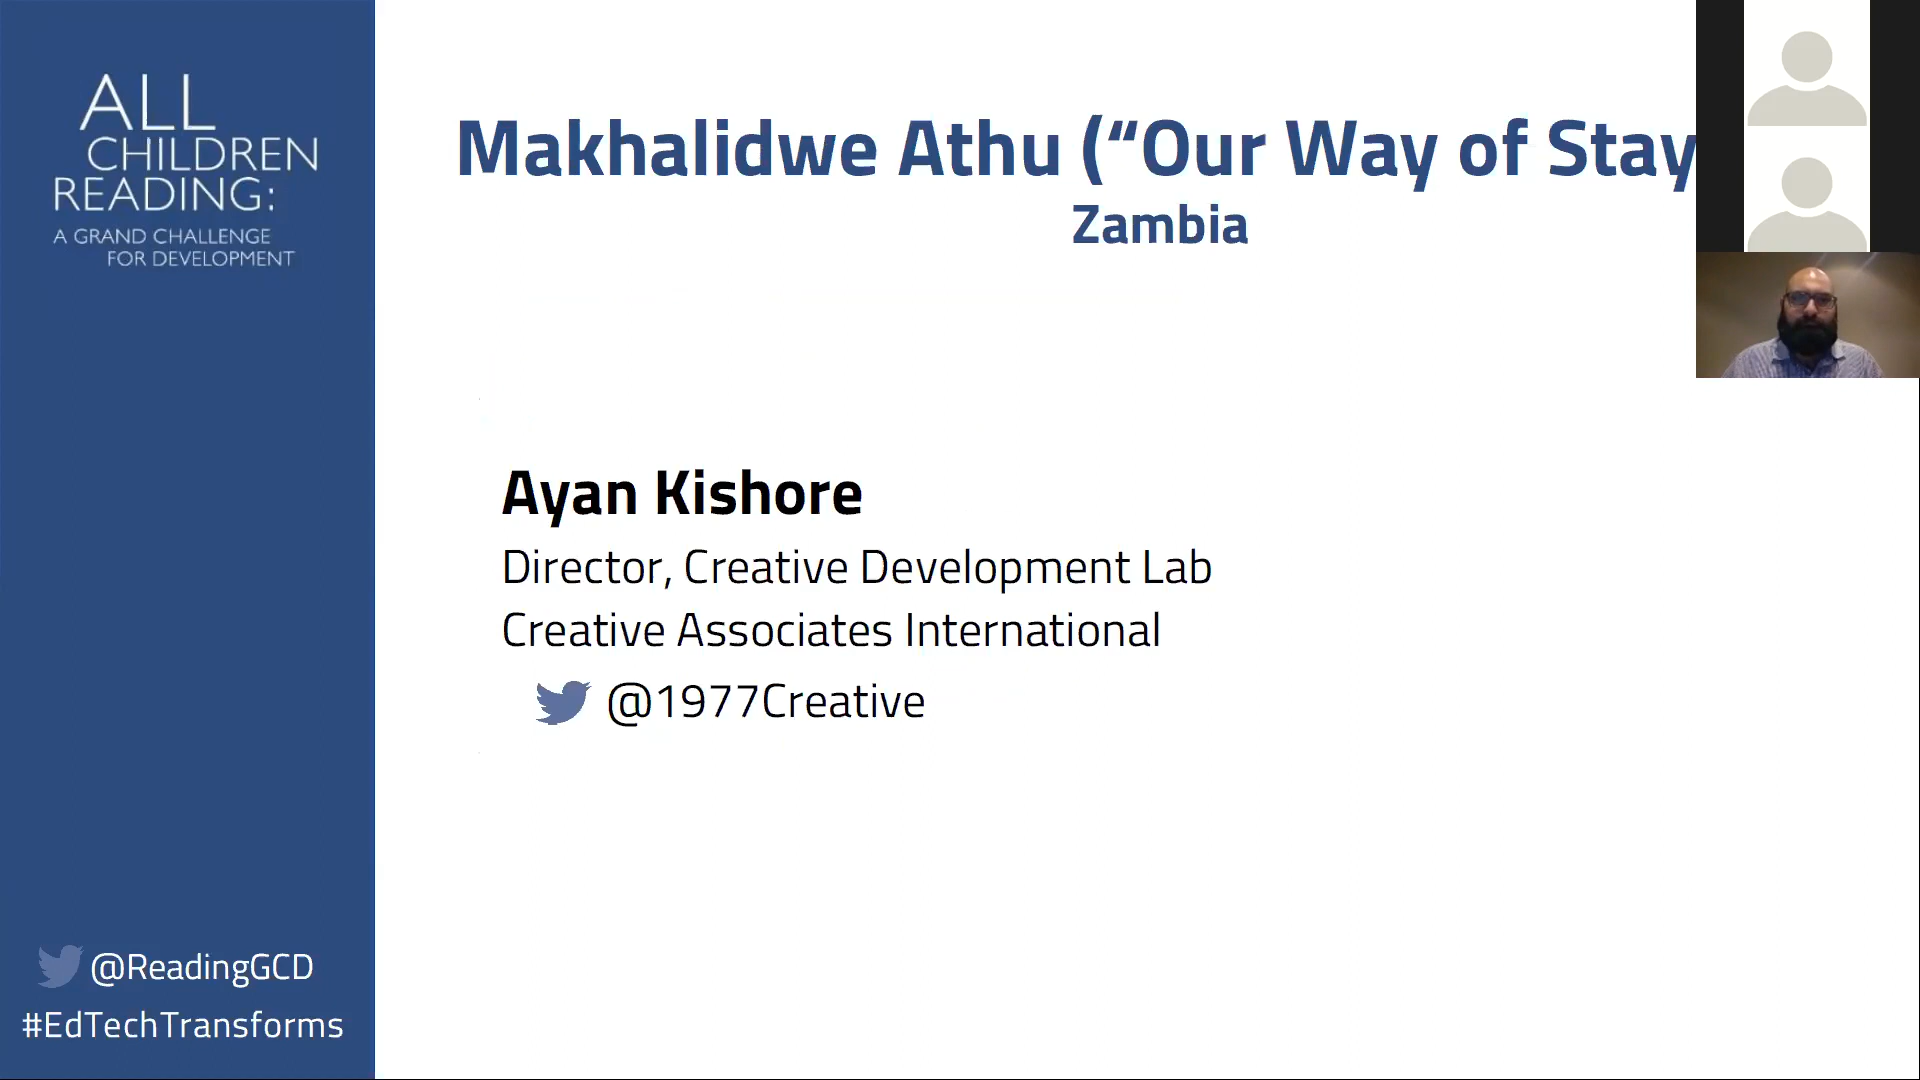 ALL
CHILDREN
READING:
A GRAND CHALLENGE
FOR DEVELOPMENT
Makhalidwe Athu (“Our Way of Stay
Zambia
Ayan Kishore
Director, Creative Development Lab
Creative Associates International
@1977Creative
@ReadingGCD
#EdTechTransforms